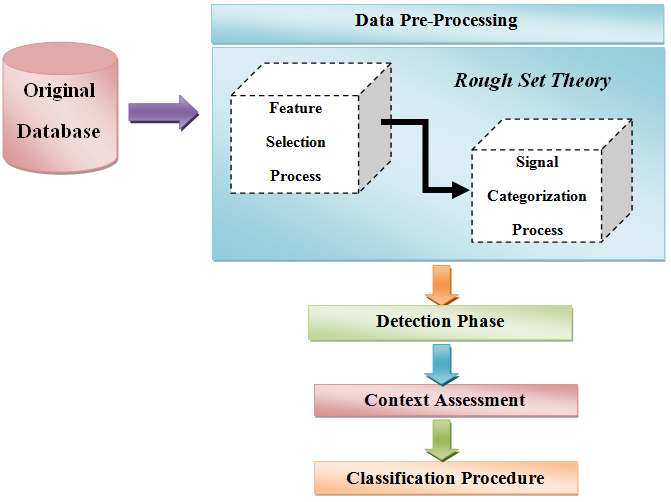 Data Pre-Processing
Original
Database
Rough Set Theory
Feature
Selection
Process
Signal
Categorization
Process
Detection Phase
Context Assessment
Classification Procedure